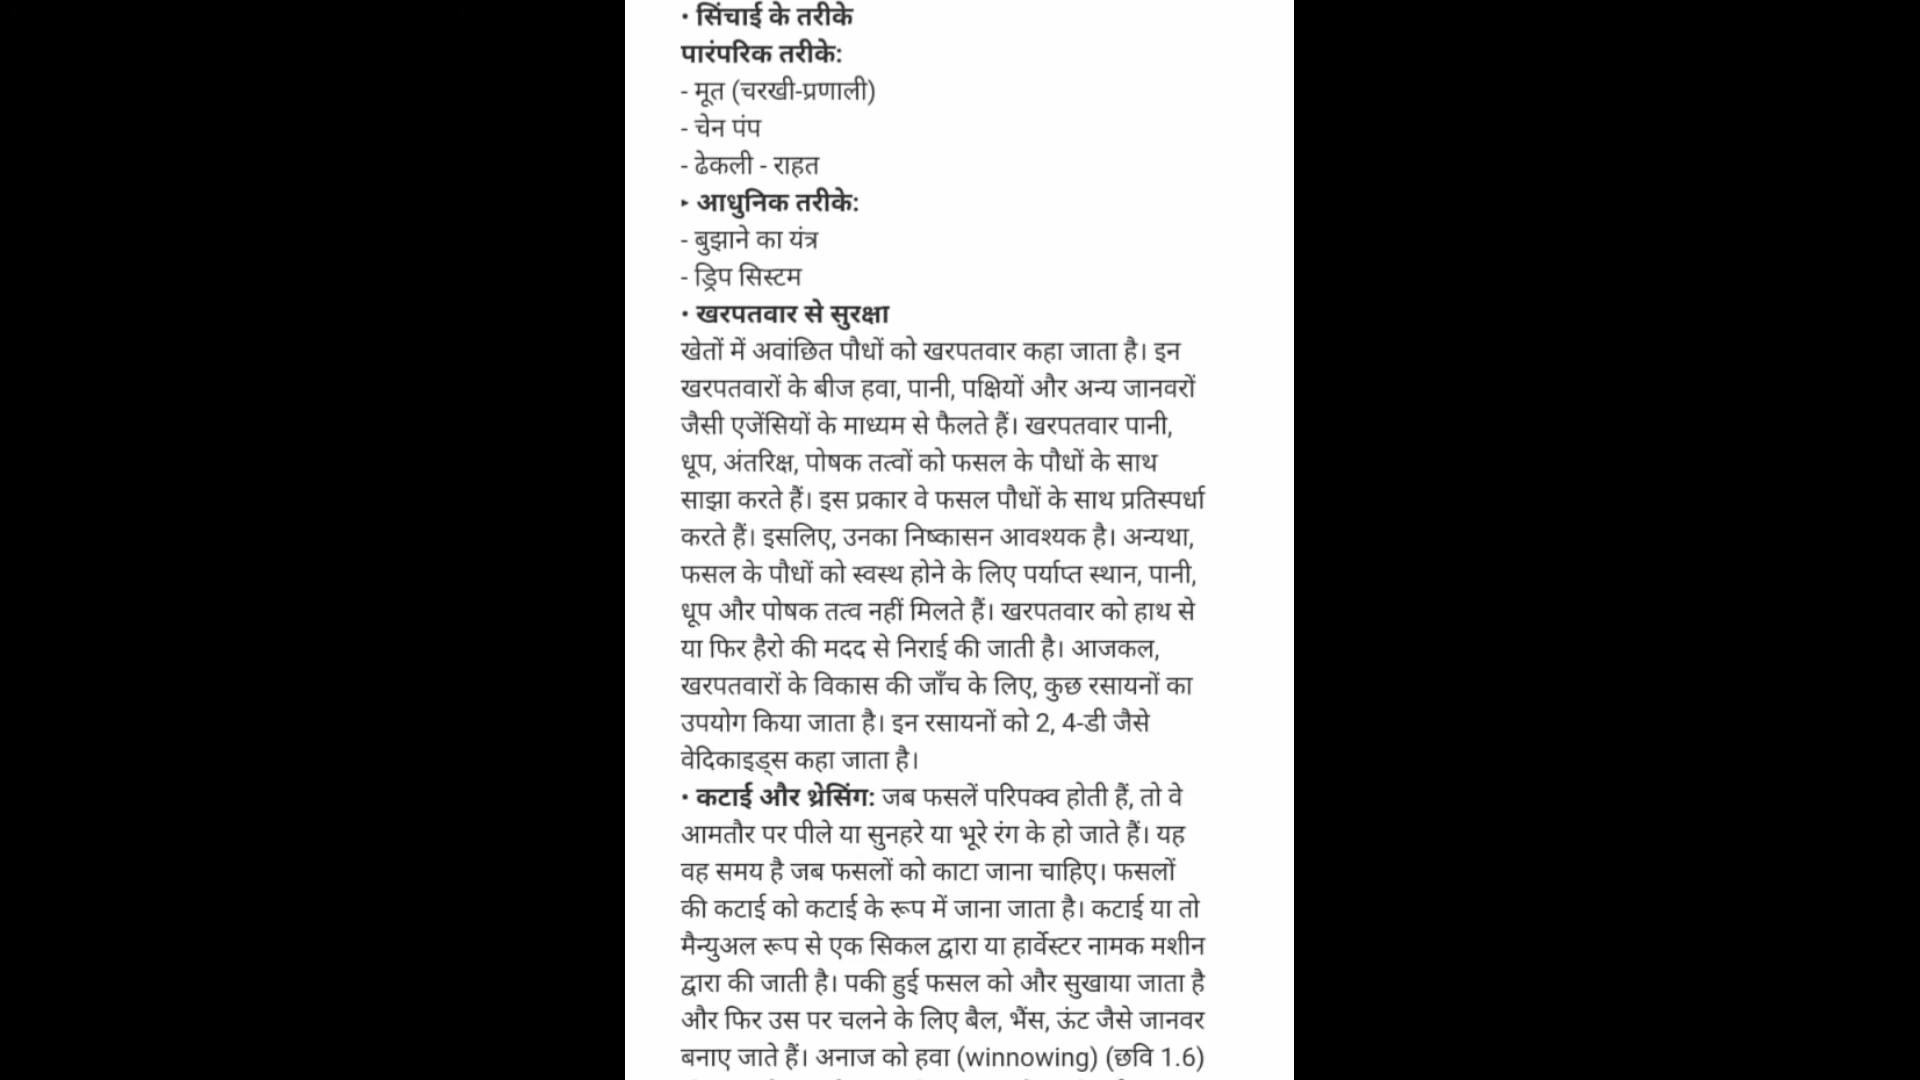 • सिंचाई के तरीके
पारंपरिक तरीके:
- मूत (चरखी-प्रणाली)
- चेन पंप
- ढेकली - राहत
▸ आधुनिक तरीके:
- बुझाने का यंत्र
- ड्रिप सिस्टम
• खरपतवार से सुरक्षा
खेतों में अवांछित पौधों को खरपतवार कहा जाता है। इन
खरपतवारों के बीज हवा, पानी, पक्षियों और अन्य जानवरों
जैसी एजेंसियों के माध्यम से फैलते हैं। खरपतवार पानी,
धूप, अंतरिक्ष, पोषक तत्वों को फसल के पौधों के साथ
साझा करते हैं। इस प्रकार वे फसल पौधों के साथ प्रतिस्पर्धा
करते हैं। इसलिए, उनका निष्कासन आवश्यक है। अन्यथा,
फसल के पौधों को स्वस्थ होने के लिए पर्याप्त स्थान, पानी,
धूप और पोषक तत्व नहीं मिलते हैं। खरपतवार को हाथ से
या फिर हैरो की मदद से निराई की जाती है। आजकल,
खरपतवारों के विकास की जाँच के लिए, कुछ रसायनों का
उपयोग किया जाता है। इन रसायनों को 2, 4-डी जैसे
वेदिकाइड्स कहा जाता है।
• कटाई और थ्रेसिंग: जब फसलें परिपक्व होती हैं, तो वे
आमतौर पर पीले या सुनहरे या भूरे रंग के हो जाते हैं। यह
वह समय है जब फसलों को काटा जाना चाहिए। फसलों
की कटाई को कटाई के रूप में जाना जाता है। कटाई या तो
मैन्युअल रूप से एक सिकल द्वारा या हार्वेस्टर नामक मशीन
द्वारा की जाती है। पकी हुई फसल को और सुखाया जाता है
और फिर उस पर चलने के लिए बैल, भैंस, ऊंट जैसे जानवर
बनाए जाते हैं। अनाज को हवा (winnowing) (छवि 1.6)